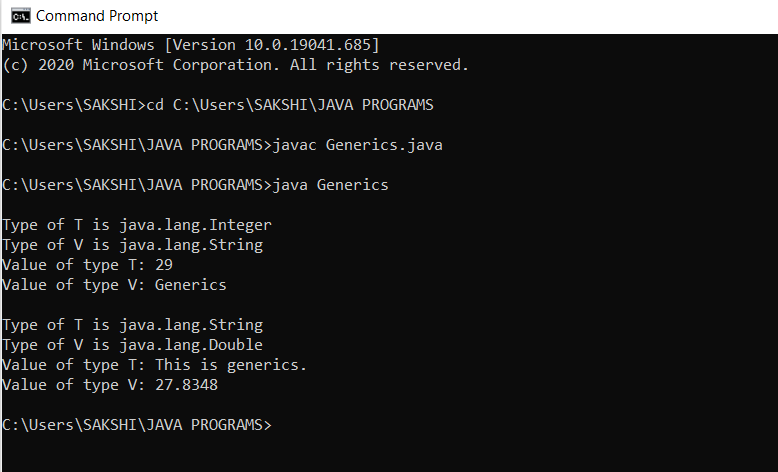 Command Prompt
Microsoft Windows [Version 10.0.19041.685]
(c) 2020 Microsoft Corporation. All rights reserved.
C:\Users\SAKSHI>cd C:\Users\SAKSHI\JAVA PROGRAMS
C:\Users\SAKSHI\JAVA PROGRAMS>javac Generics.java
C:\Users\SAKSHI\JAVA PROGRAMS>java Generics
Type of T is java.lang.Integer
Type of V is java.lang.String
Value of type T: 29
Value of type V: Generics
Type of T is java.lang.String
Type of V is java.lang.Double
Value of type T: This is generics.
Value of type V: 27.8348
C:\Users\SAKSHI\JAVA PROGRAMS>